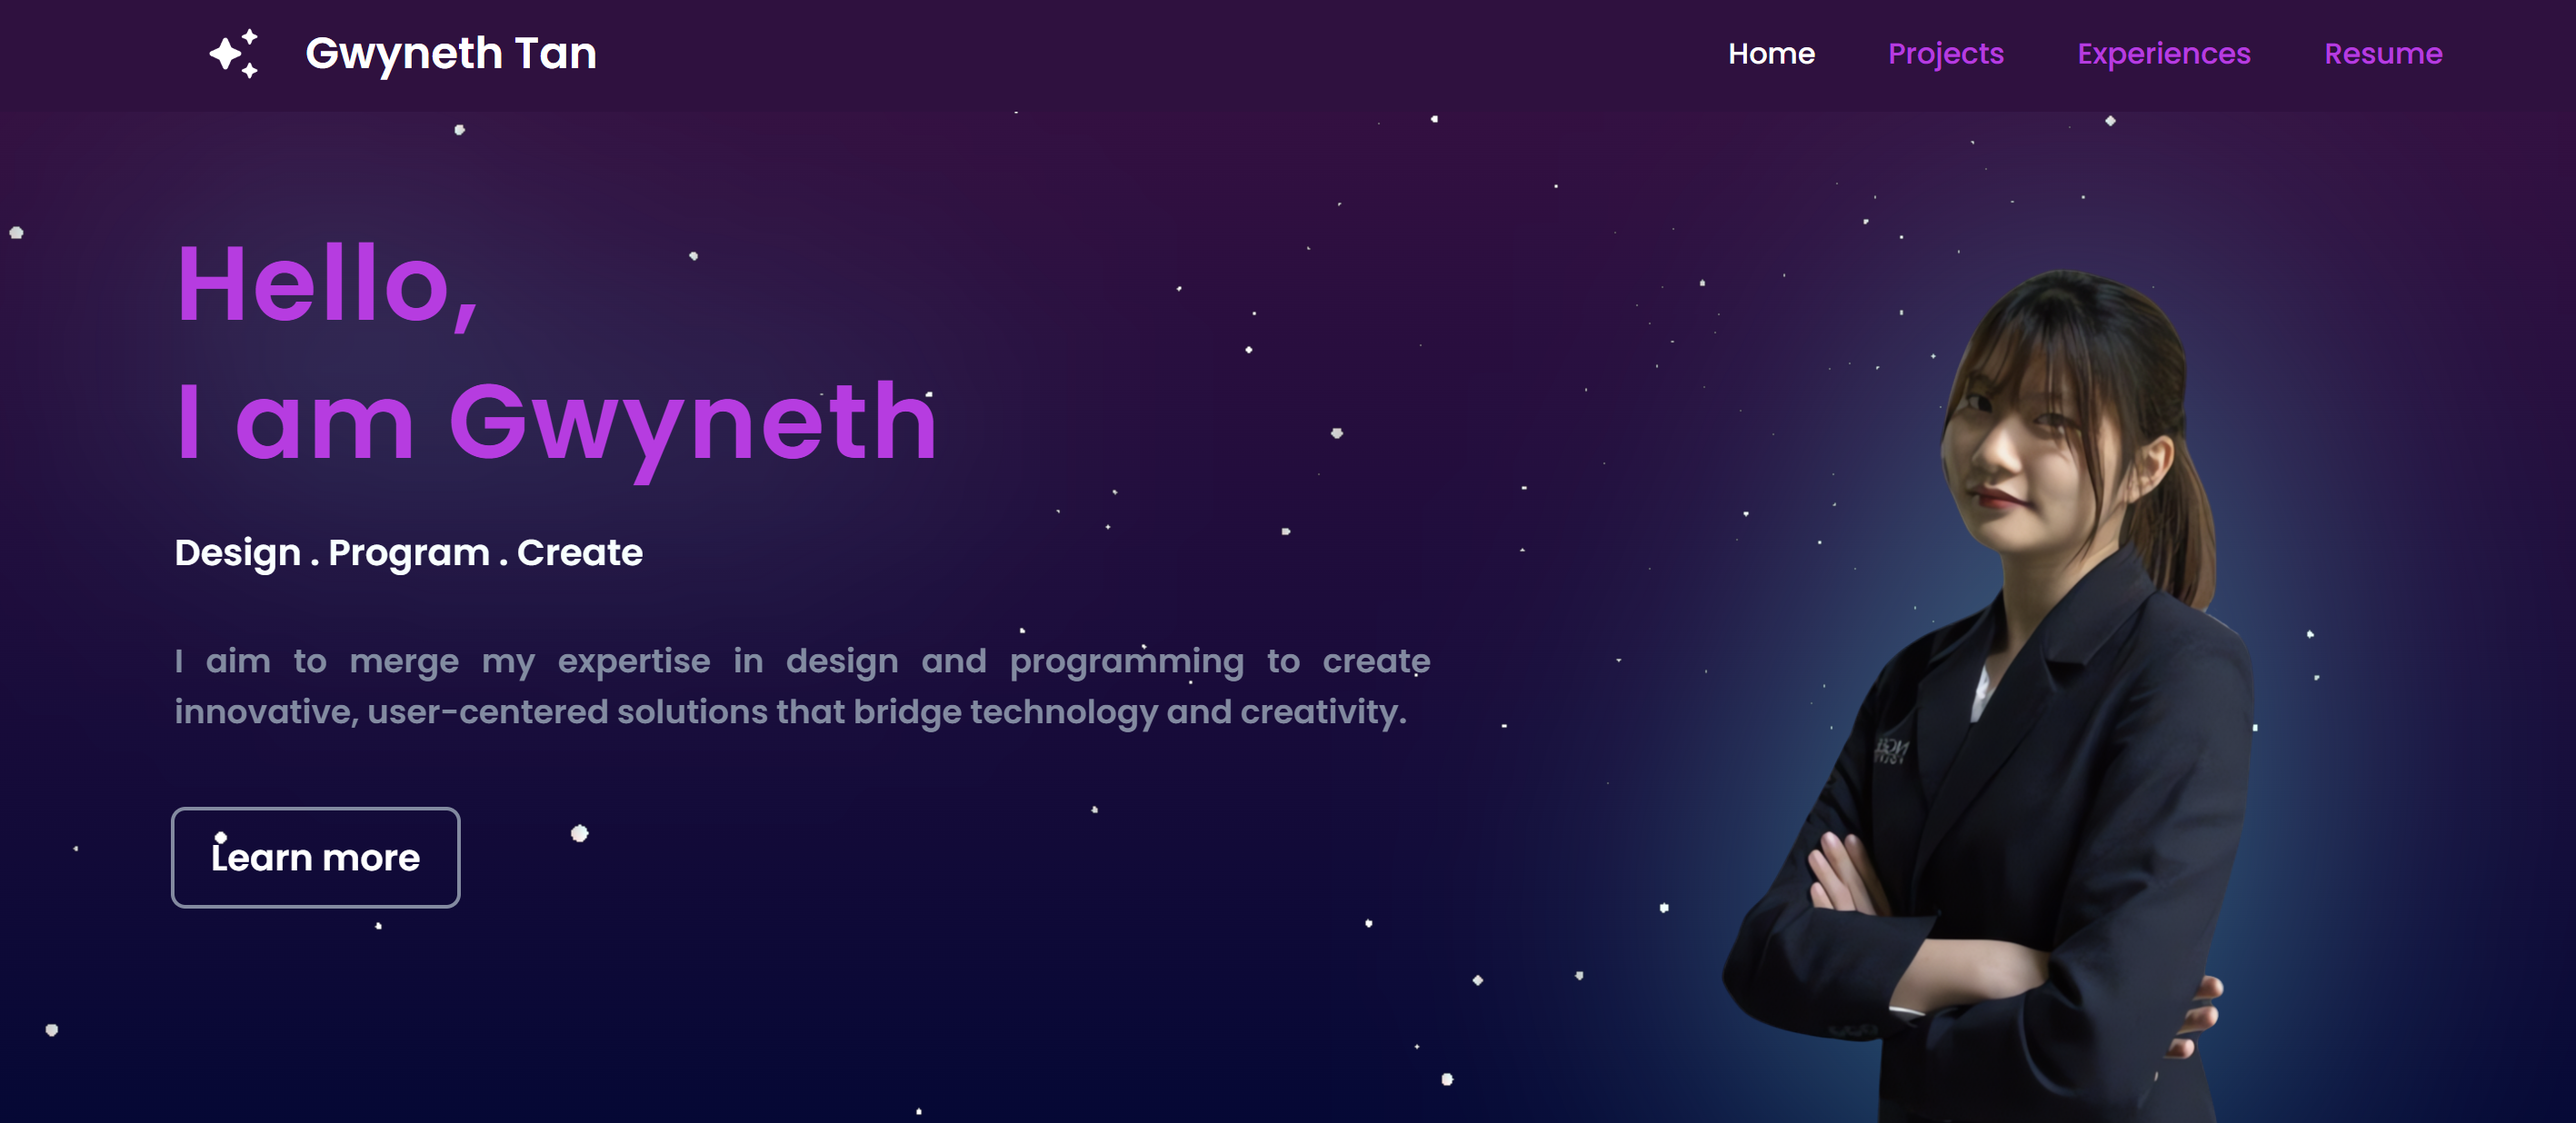 Gwyneth Tan
Home Projects Experiences Resume
Hello,
I am Gwyneth
Design . Program . Create
I aim to merge my expertise in design and programming to create
innovative, user-centered solutions that bridge technology and creativity.
Learn more